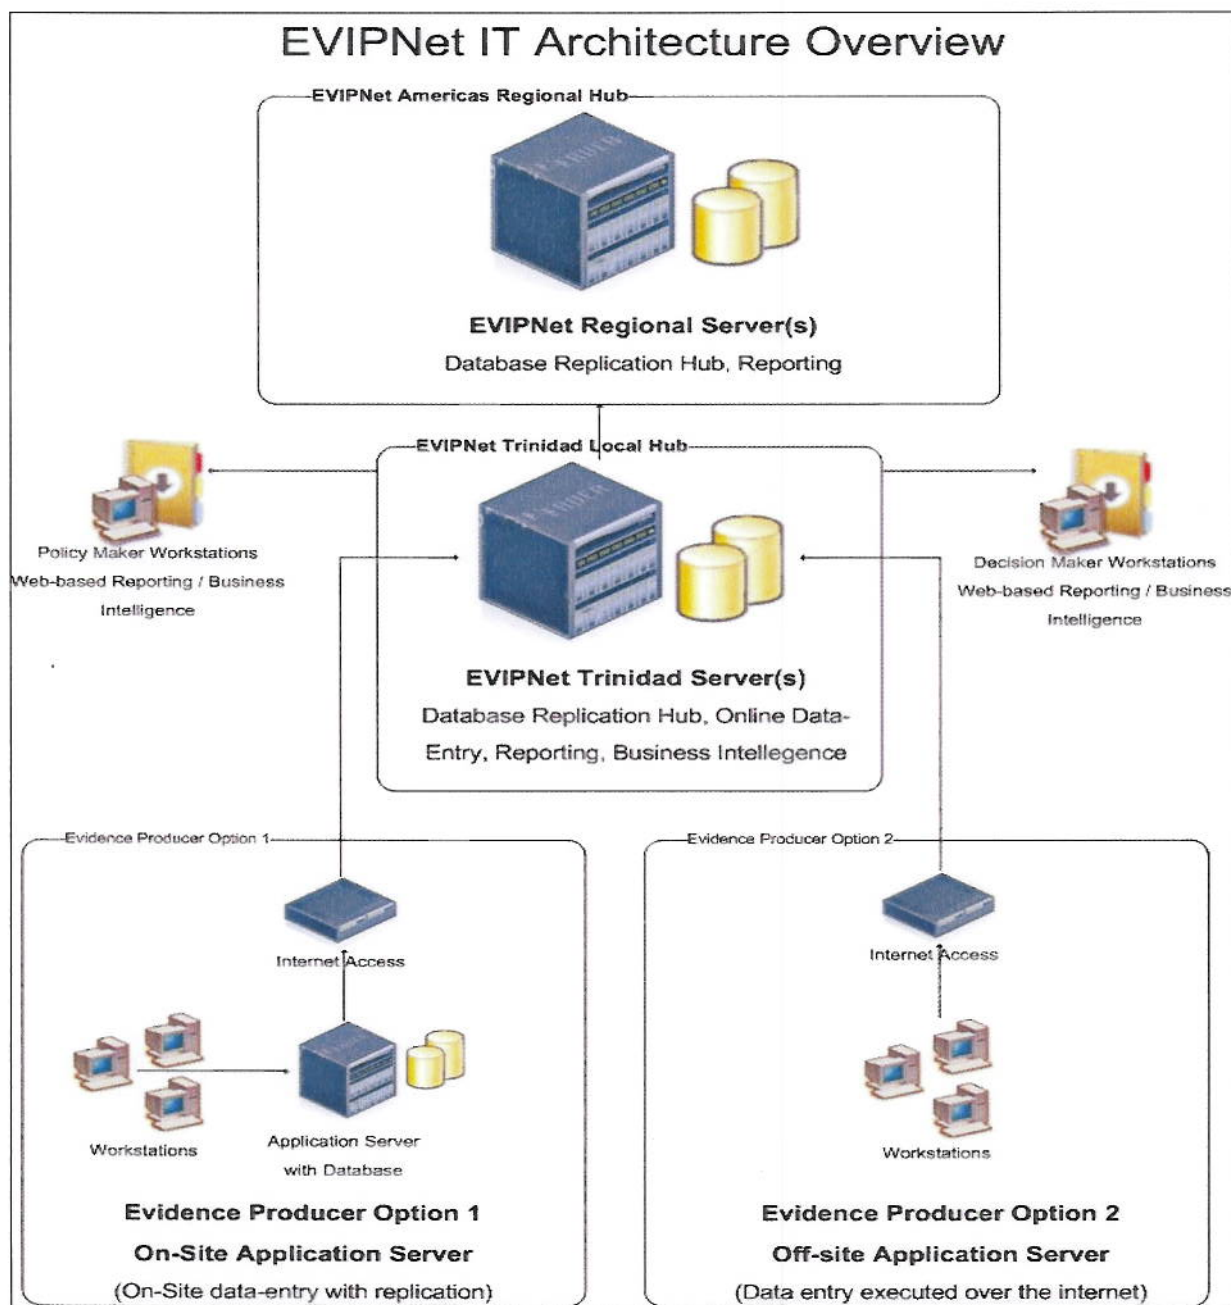 EVIPNet IT Architecture Overview
EVIPNet Americas Regional Hub
EVIPNet Regional Server(s)
Database Replication Hub, Reporting
EVIPNet Trinidad Local Hub
Policy Maker Workstations
Web-based Reporting / Business
Intelligence
Decision Maker Workstations
Web-based Reporting / Business
Intelligence
EVIPNet Trinidad Server(s)
Database Replication Hub, Online Data-
Entry, Reporting, Business Intellegence
Evidence Producer Option 1
Internet Access
Workstations
Application Server
with Database
Evidence Producer Option 1
On-Site Application Server
(On-Site data-entry with replication)
Evidence Producer Option 2
Internet Access
Workstations
Evidence Producer Option 2
Off-site Application Server
(Data entry executed over the internet)